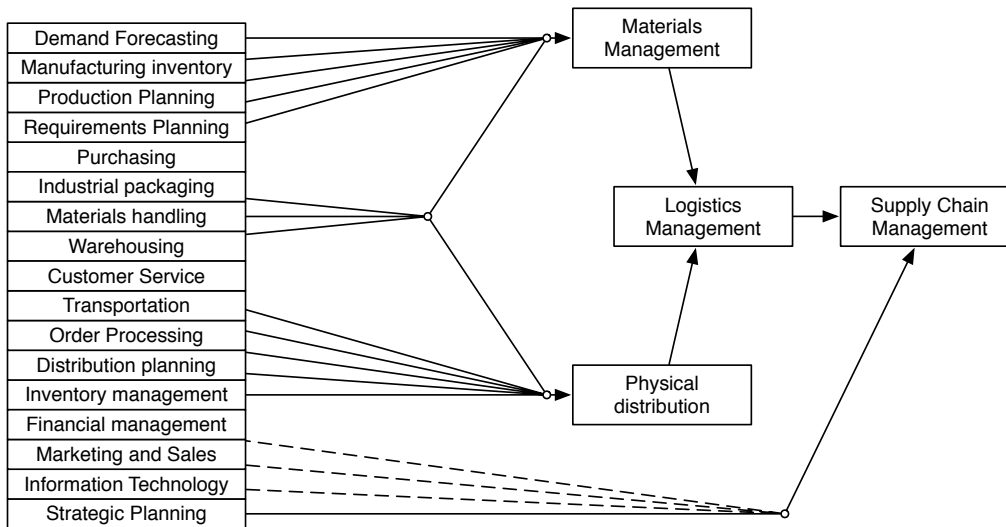 Demand Forecasting
Manufacturing inventory
Production Planning
Requirements Planning
Purchasing
Industrial packaging
Materials handling
Warehousing
Customer Service
Transportation
Order Processing
Distribution planning
Inventory management
Financial management
Marketing and Sales
Information Technology
Strategic Planning
Materials
Management
Logistics
Management
Supply Chain
Management
Physical
distribution